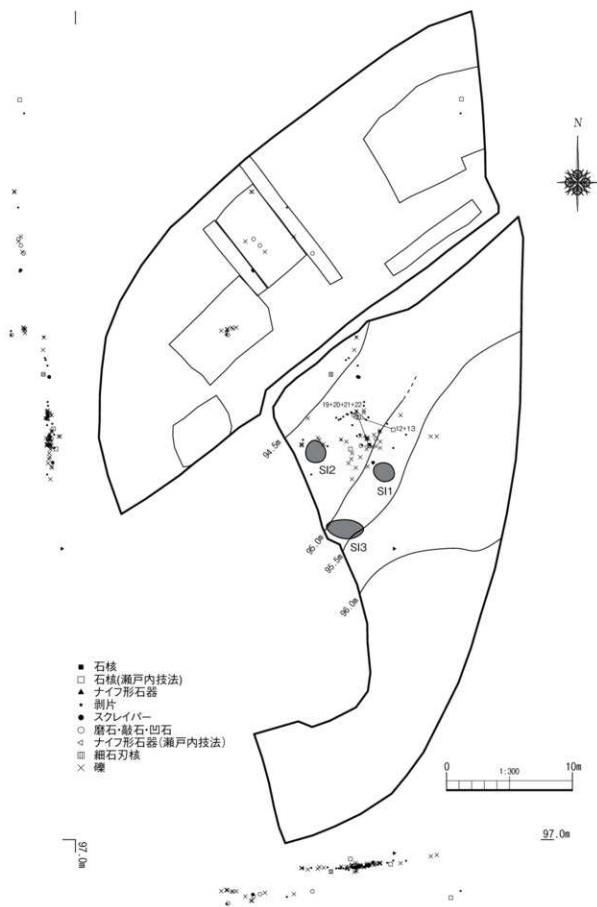 N
19+20+21+22
12+13
94.5m
SI2
SI1
95.0m
SI3
95.5m
96.0m
石核
石核(瀬戸内技法)
ナイフ形石器
剥片
スクレイパー
磨石・敲石・凹石
ナイフ形石器(瀬戸内技法)
細石刃核
礫
0 1:300 10m
97.0m
97.0m